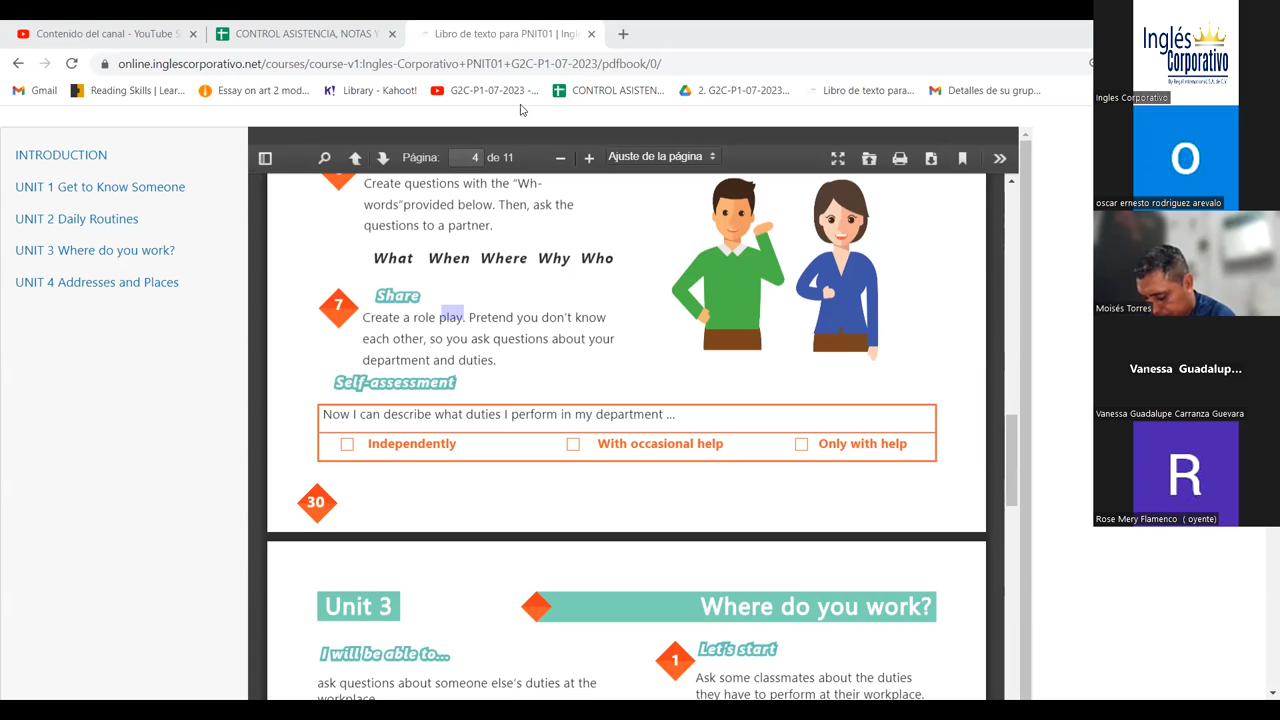 Contenido del canal - YouTube S
CONTROL ASISTENCIA, NOTAS Y
Libro de texto para PNIT01 | Ingl
online.inglescorporativo.net/courses/course-v1:Ingles-Corporativo+PNIT01+G2C-P1-07-2023/pdfbook/0/
Gmail
Reading Skills | Lear...
Essay on art 2 mod...
Library - Kahoot!
G2C-P1-07-2023 -...
CONTROL ASISTEN...
2. G2C-P1-07-2023...
Libro de texto para...
Detalles de su grup...
INTRODUCTION
UNIT 1 Get to Know Someone
UNIT 2 Daily Routines
UNIT 3 Where do you work?
UNIT 4 Addresses and Places
Página: 4 de 11
Ajuste de la página
Create questions with the “Wh-
words”provided below. Then, ask the
questions to a partner.
What When Where Why Who
7
Share
Create a role play. Pretend you don’t know
each other, so you ask questions about your
department and duties.
Self-assessment
Now I can describe what duties I perform in my department ...
Independently
With occasional help
Only with help
30
Unit 3
Where do you work?
I will be able to...
ask questions about someone else’s duties at the
workplace
1
Let’s start
Ask some classmates about the duties
they have to perform at their workplace.
Inglés
Corporativo
Ingles Corporativo
O
oscar ernesto rodriguez arevalo
Moisés Torres
Vanessa Guadalup...
Vanessa Guadalupe Carranza Guevara
R
Rose Mery Flamenco ( oyente)